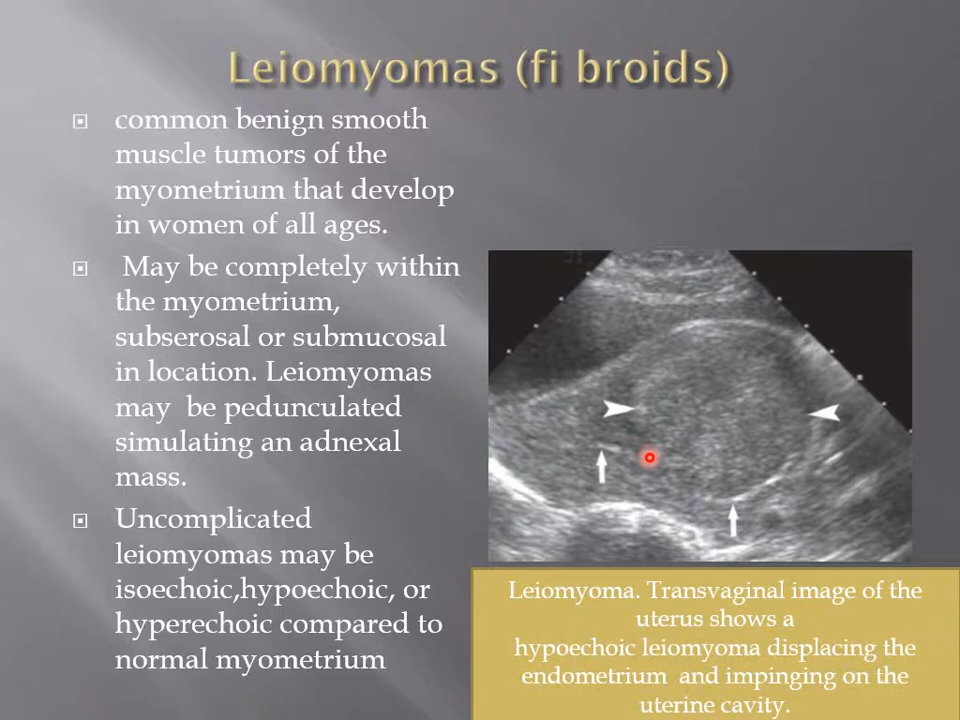 Leiomyomas (fi broids)
common benign smooth
muscle tumors of the
myometrium that develop
in women of all ages.
May be completely within
the myometrium,
subserosal or submucosal
in location. Leiomyomas
may be pedunculated
simulating an adnexal
mass.
Uncomplicated
leiomyomas may be
isoechoic,hypoechoic, or
hyperechoic compared to
normal myometrium
Leiomyoma. Transvaginal image of the
uterus shows a
hypoechoic leiomyoma displacing the
endometrium and impinging on the
uterine cavity.